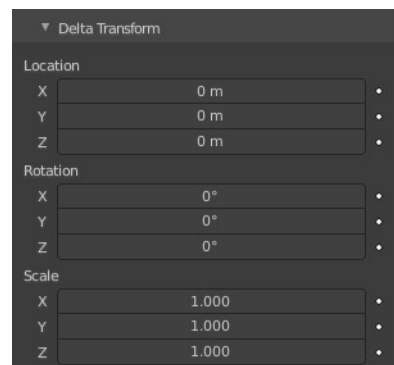 Delta Transform
Location
X 0 m
Y 0 m
Z 0 m
Rotation
X 0°
Y 0°
Z 0°
Scale
X 1.000
Y 1.000
Z 1.000